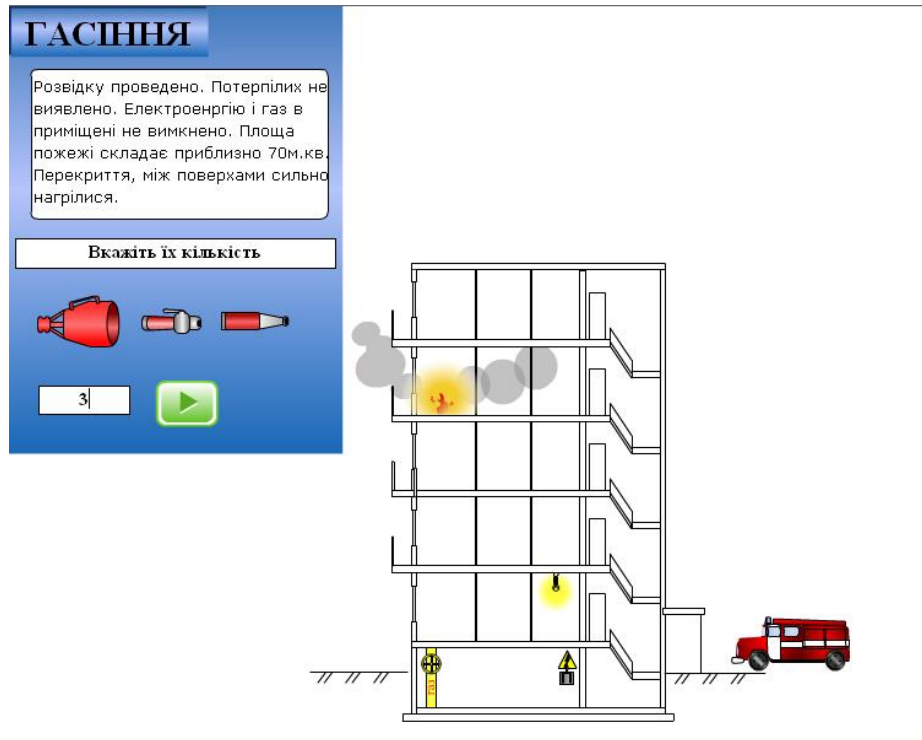 ГАСІННЯ
Розвідку проведено. Потерпілих не
виявлено. Електроенргію і газ в
приміщені не вимкнено. Площа
пожежі складає приблизно 70м.кв.
Перекриття, між поверхами сильно
нагрілися.
Вкажіть їх кількість
3
газ